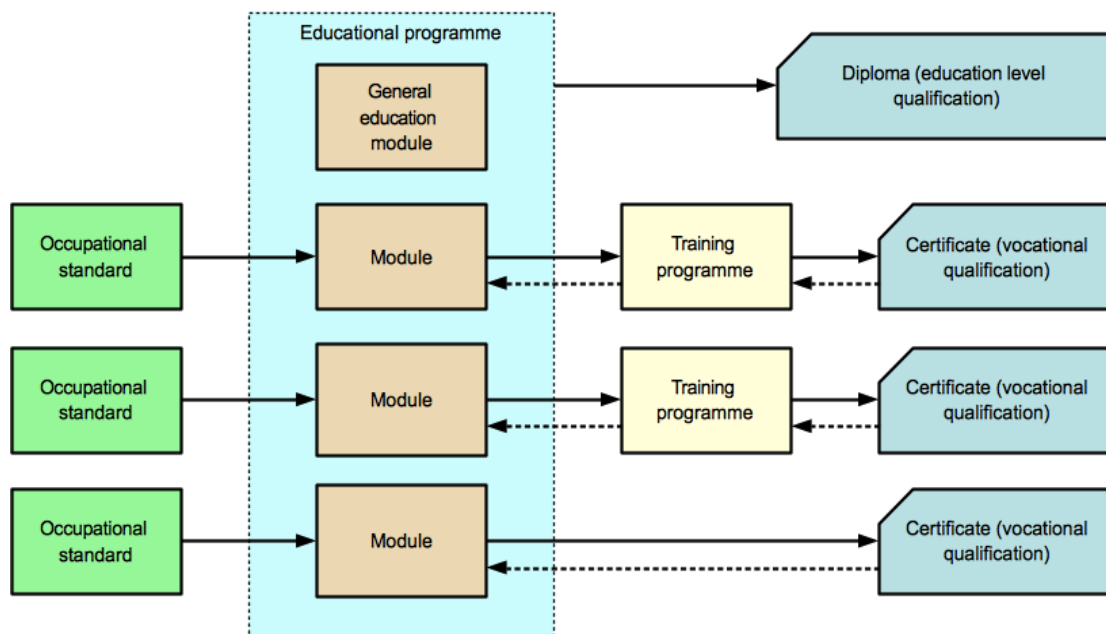 Educational programme
General
education
module
Diploma (education level
qualification)
Occupational
standard
Module
Training
programme
Certificate (vocational
qualification)
Occupational
standard
Module
Training
programme
Certificate (vocational
qualification)
Occupational
standard
Module
Certificate (vocational
qualification)